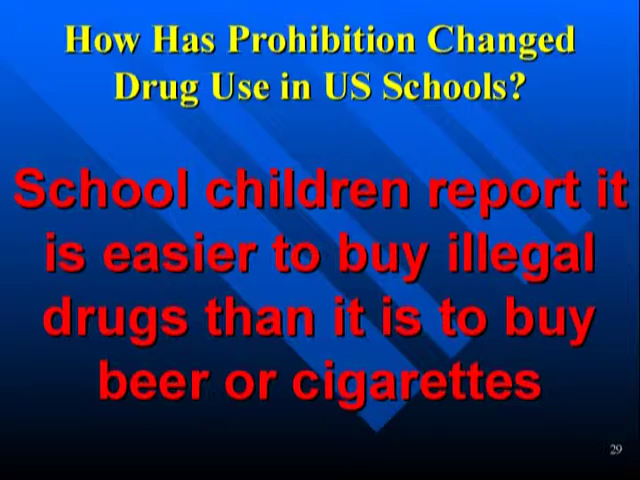 How Has Prohibition Changed
Drug Use in US Schools?
School children report it
is easier to buy illegal
drugs than it is to buy
beer or cigarettes
29